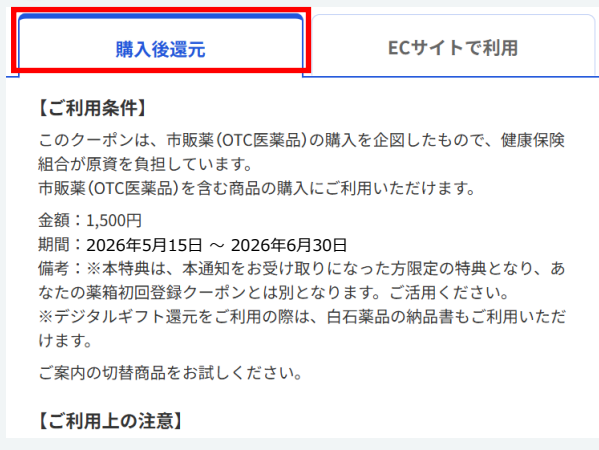 購入後還元
ECサイトで利用
【ご利用条件】
このクーポンは、市販薬（OTC医薬品）の購入を企図したもので、健康保険
組合が原資を負担しています。
市販薬（OTC医薬品）を含む商品の購入にご利用いただけます。
金額：1,500円
期間：2026年5月15日 ～ 2026年6月30日
備考：※本特典は、本通知をお受け取りになった方限定の特典となり、あ
なたの薬箱初回登録クーポンとは別となります。ご活用ください。
※デジタルギフト還元をご利用の際は、白石薬品の納品書もご利用いただ
けます。
ご案内の切替商品をお試しください。
【ご利用上の注意】